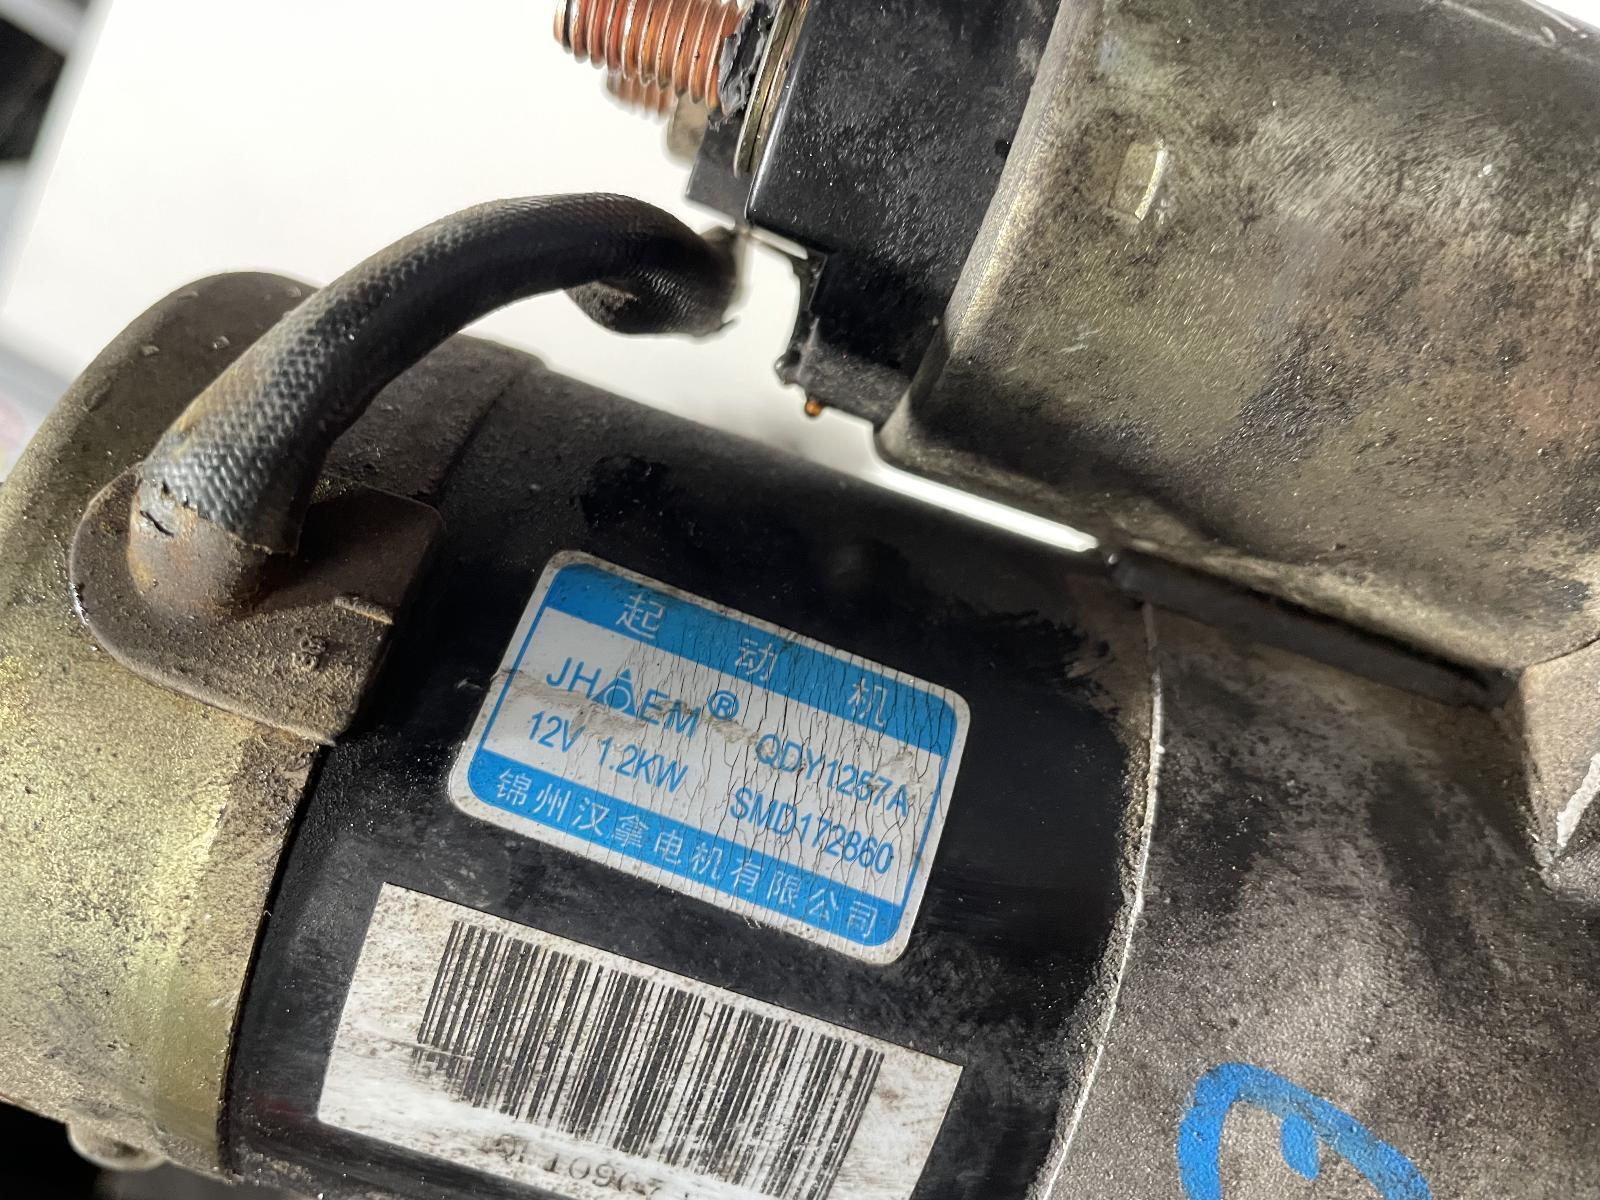 起动机
JHAEM® QDY1257A
12V 1.2KW SMD172860
锦州汉拿电机有限公司